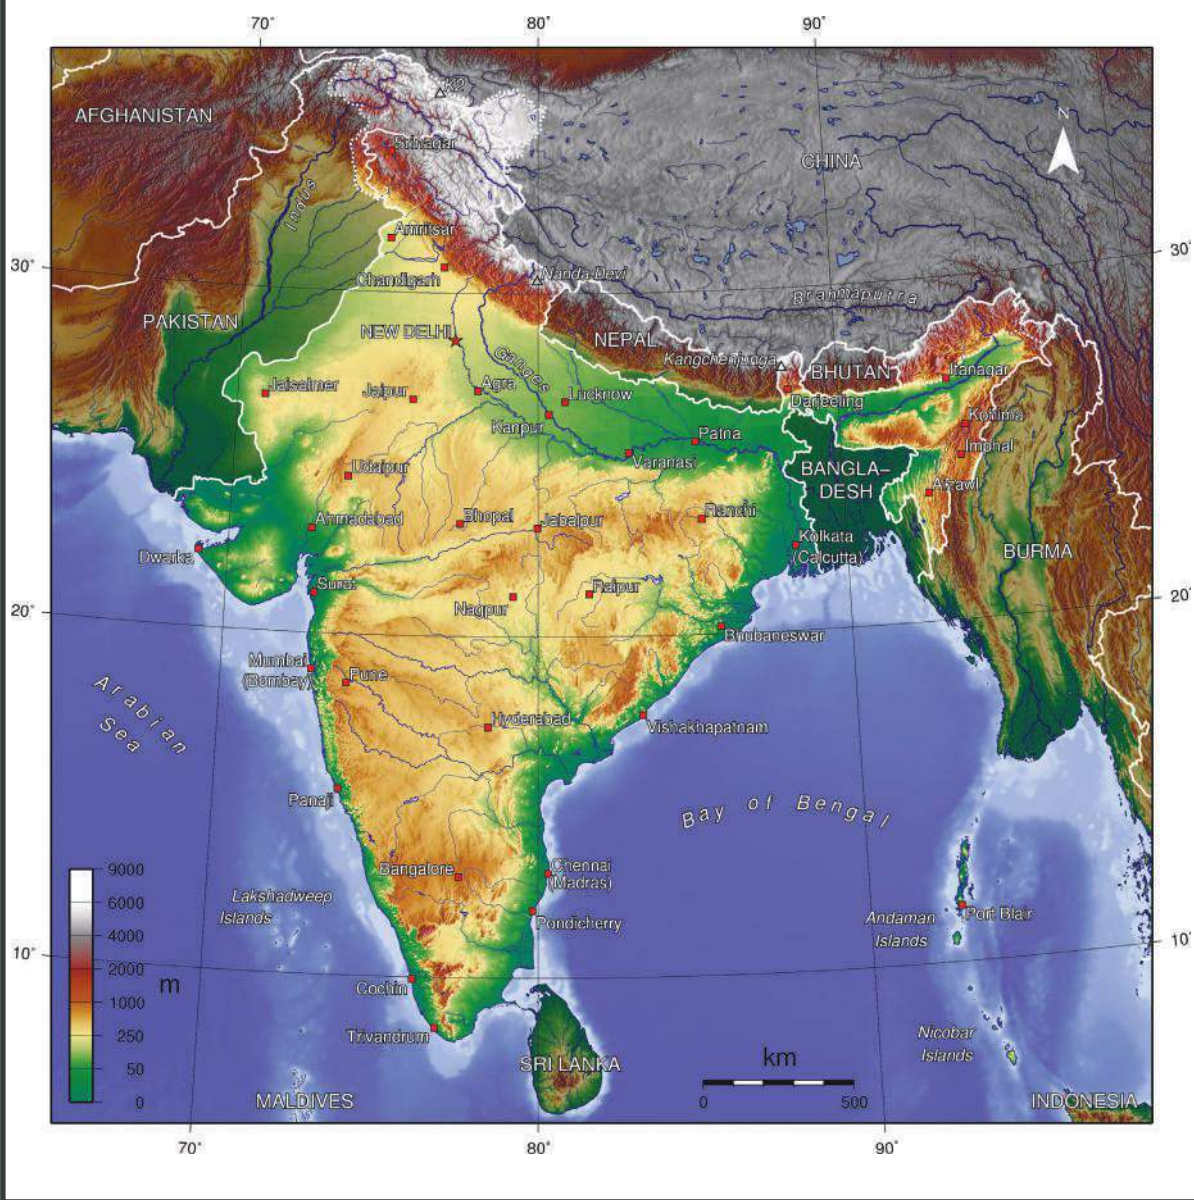 70°
80°
90°
AFGHANISTAN
K2
N
CHINA
Srinagar
Indus
Amritsar
30°
30°
Chandigarh
Nanda Devi
Brahmaputra
PAKISTAN
NEW DELHI
NEPAL
Ganges
Kangchenjunga
BHUTAN
Itanagar
Jaisalmer
Jaipur
Agra
Lucknow
Darjeeling
Kohima
Kanpur
Patna
Imphal
Varanasi
Udaipur
BANGLA-
DESH
Aizawl
Ahmadabad
Bhopal
Jabalpur
Ranchi
Kolkata
(Calcutta)
BURMA
Dwarka
Surat
Raipur
20°
20°
Nagpur
Bhubaneswar
Mumbai
(Bombay)
Pune
Arabian
Sea
Hyderabad
Vishakhapatnam
Panaji
Bay of Bengal
Bangalore
Chennai
(Madras)
9000
6000
4000
2000
1000
250
50
0
m
Lakshadweep
Islands
Pondicherry
Andaman
Islands
Port Blair
10°
10°
Cochin
Trivandrum
Nicobar
Islands
SRI LANKA
km
0
500
MALDIVES
INDONESIA
70°
80°
90°